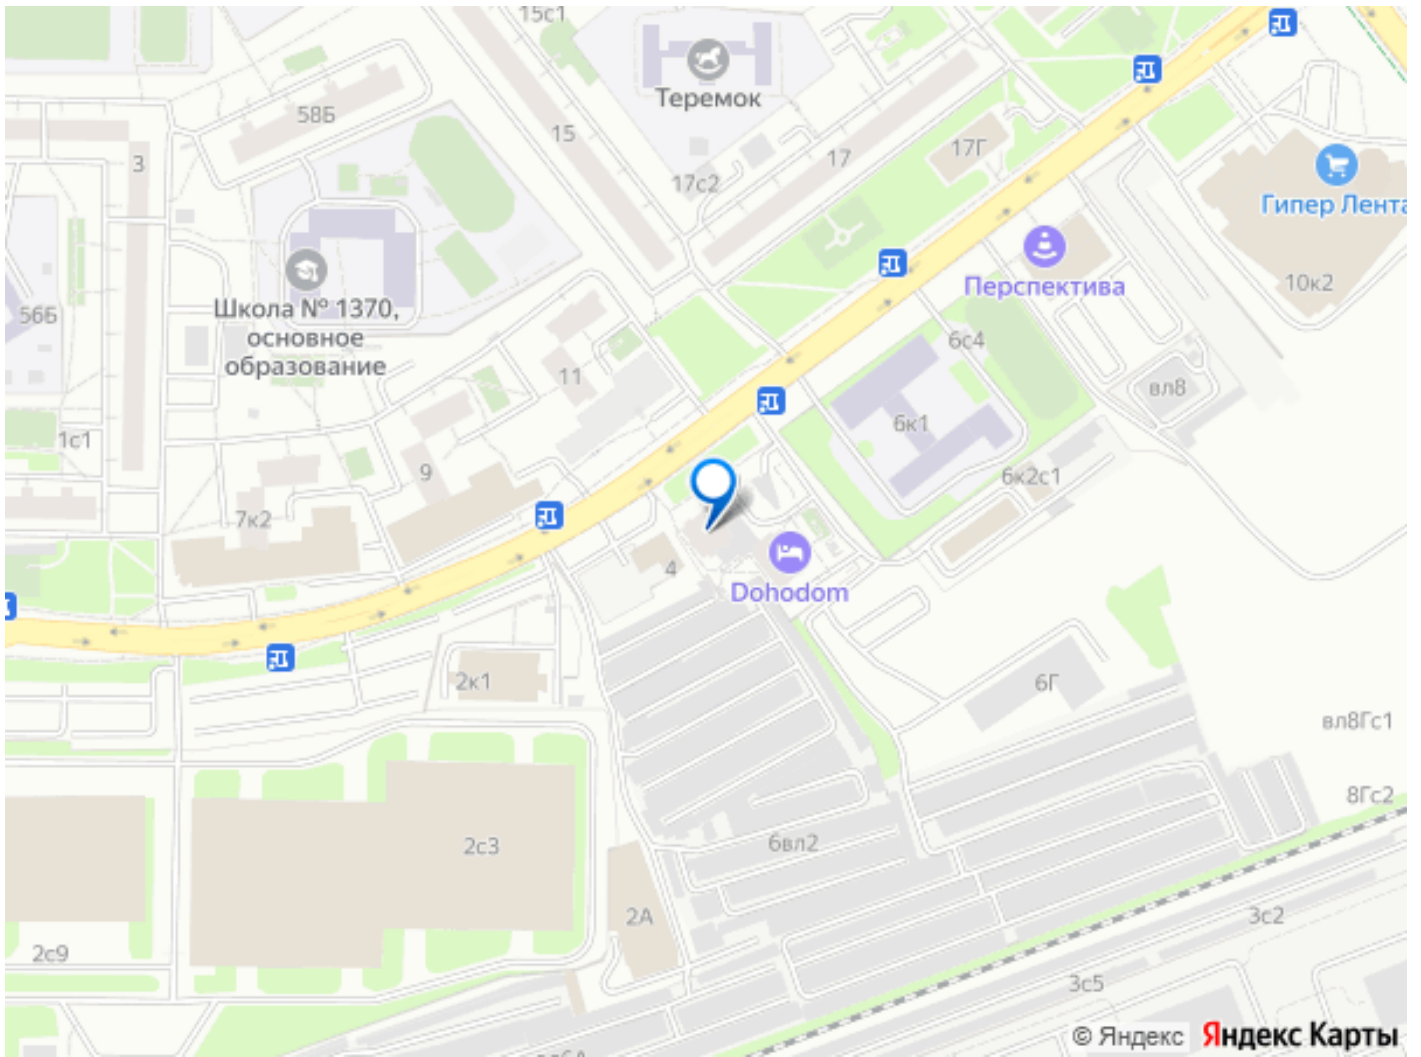 15с1
Теремок
58Б
15
17
17Г
3
17с2
Гипер Лента
Школа № 1370,
основное
образование
56Б
Перспектива
10к2
6с4
11
вл8
1с1
9
6к1
7к2
6к2с1
4
Dohodom
2к1
6Г
вл8Гс1
8Гс2
2с3
6вл2
2А
3с2
2с9
3с5
© Яндекс
Яндекс Карты